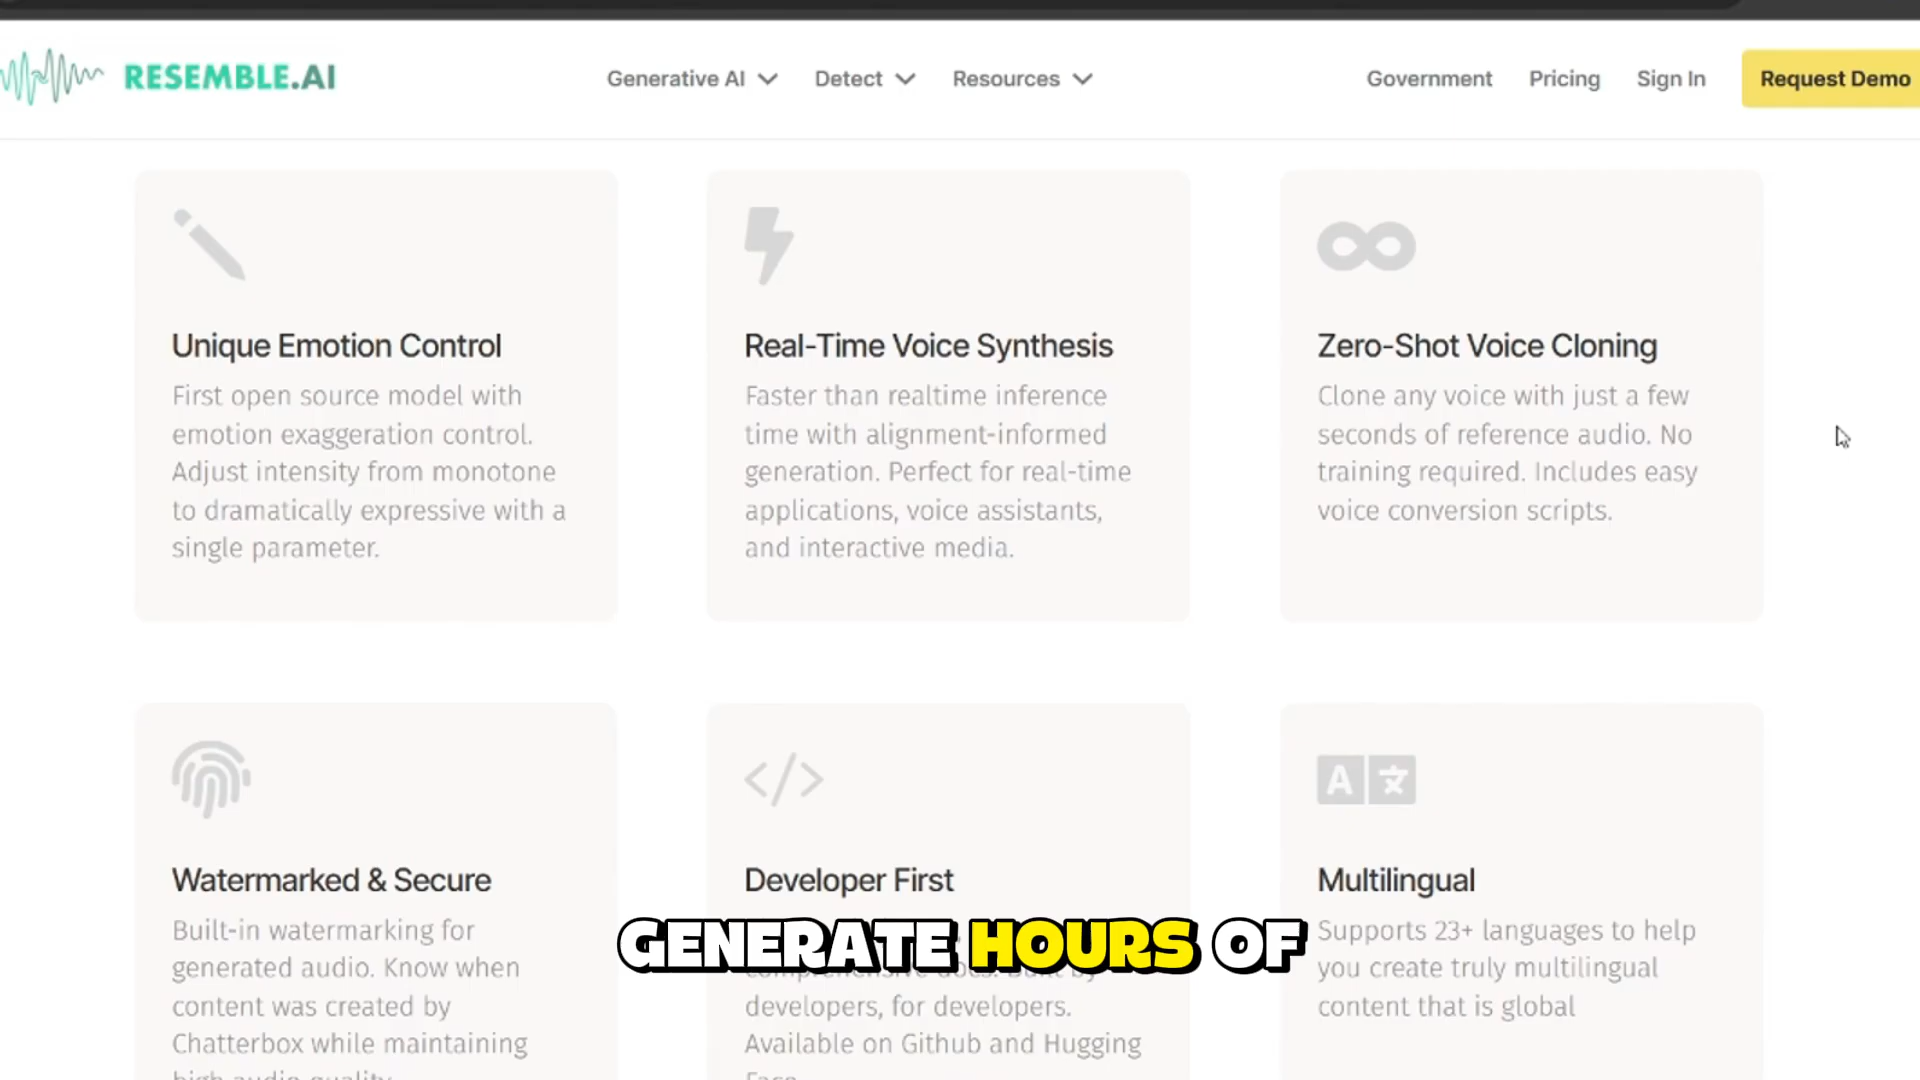 RESEMBLE.AI
Generative AI
Detect
Resources
Government
Pricing
Sign In
Request Demo
Unique Emotion Control
First open source model with
emotion exaggeration control.
Adjust intensity from monotone
to dramatically expressive with a
single parameter.
Real-Time Voice Synthesis
Faster than realtime inference
time with alignment-informed
generation. Perfect for real-time
applications, voice assistants,
and interactive media.
Zero-Shot Voice Cloning
Clone any voice with just a few
seconds of reference audio. No
training required. Includes easy
voice conversion scripts.
Watermarked & Secure
Built-in watermarking for
generated audio. Know when
content was created by
Chatterbox while maintaining
high audio quality.
Developer First
developers, for developers.
Available on Github and Hugging
Face
Multilingual
Supports 23+ languages to help
you create truly multilingual
content that is global
GENERATE HOURS OF